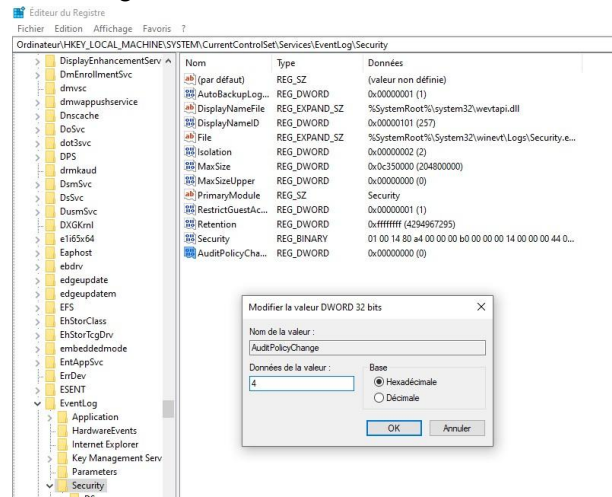 Éditeur du Registre
Fichier Edition Affichage Favoris ?
Ordinateur\HKEY_LOCAL_MACHINE\SYSTEM\CurrentControlSet\Services\EventLog\Security
DisplayEnhancementServ
DmEnrollmentSvc
dmvsc
dmwappushservice
Dnscache
DoSvc
dot3svc
DPS
drmkaud
DsmSvc
DsSvc
DusmSvc
DXGKrnl
e1i65x64
Eaphost
ebdrv
edgeupdate
edgeupdatem
EFS
EhStorClass
EhStorTcgDrv
embeddedmode
EntAppSvc
ErrDev
ESENT
EventLog
Application
HardwareEvents
Internet Explorer
Key Management Serv
Parameters
Security
DS
Nom Type Données
(par défaut) REG_SZ (valeur non définie)
AutoBackupLog... REG_DWORD 0x00000001 (1)
DisplayNameFile REG_EXPAND_SZ %SystemRoot%\system32\wevtapi.dll
DisplayNameID REG_DWORD 0x00000101 (257)
File REG_EXPAND_SZ %SystemRoot%\System32\winevt\Logs\Security.e...
Isolation REG_DWORD 0x00000002 (2)
MaxSize REG_DWORD 0x0c350000 (204800000)
MaxSizeUpper REG_DWORD 0x00000000 (0)
PrimaryModule REG_SZ Security
RestrictGuestAc... REG_DWORD 0x00000001 (1)
Retention REG_DWORD 0xffffffff (4294967295)
Security REG_BINARY 01 00 14 80 a4 00 00 00 b0 00 00 00 14 00 00 00 44 0...
AuditPolicyCha... REG_DWORD 0x00000000 (0)
Modifier la valeur DWORD 32 bits
Nom de la valeur :
AuditPolicyChange
Données de la valeur :
4
Base
Hexadécimale
Décimale
OK Annuler